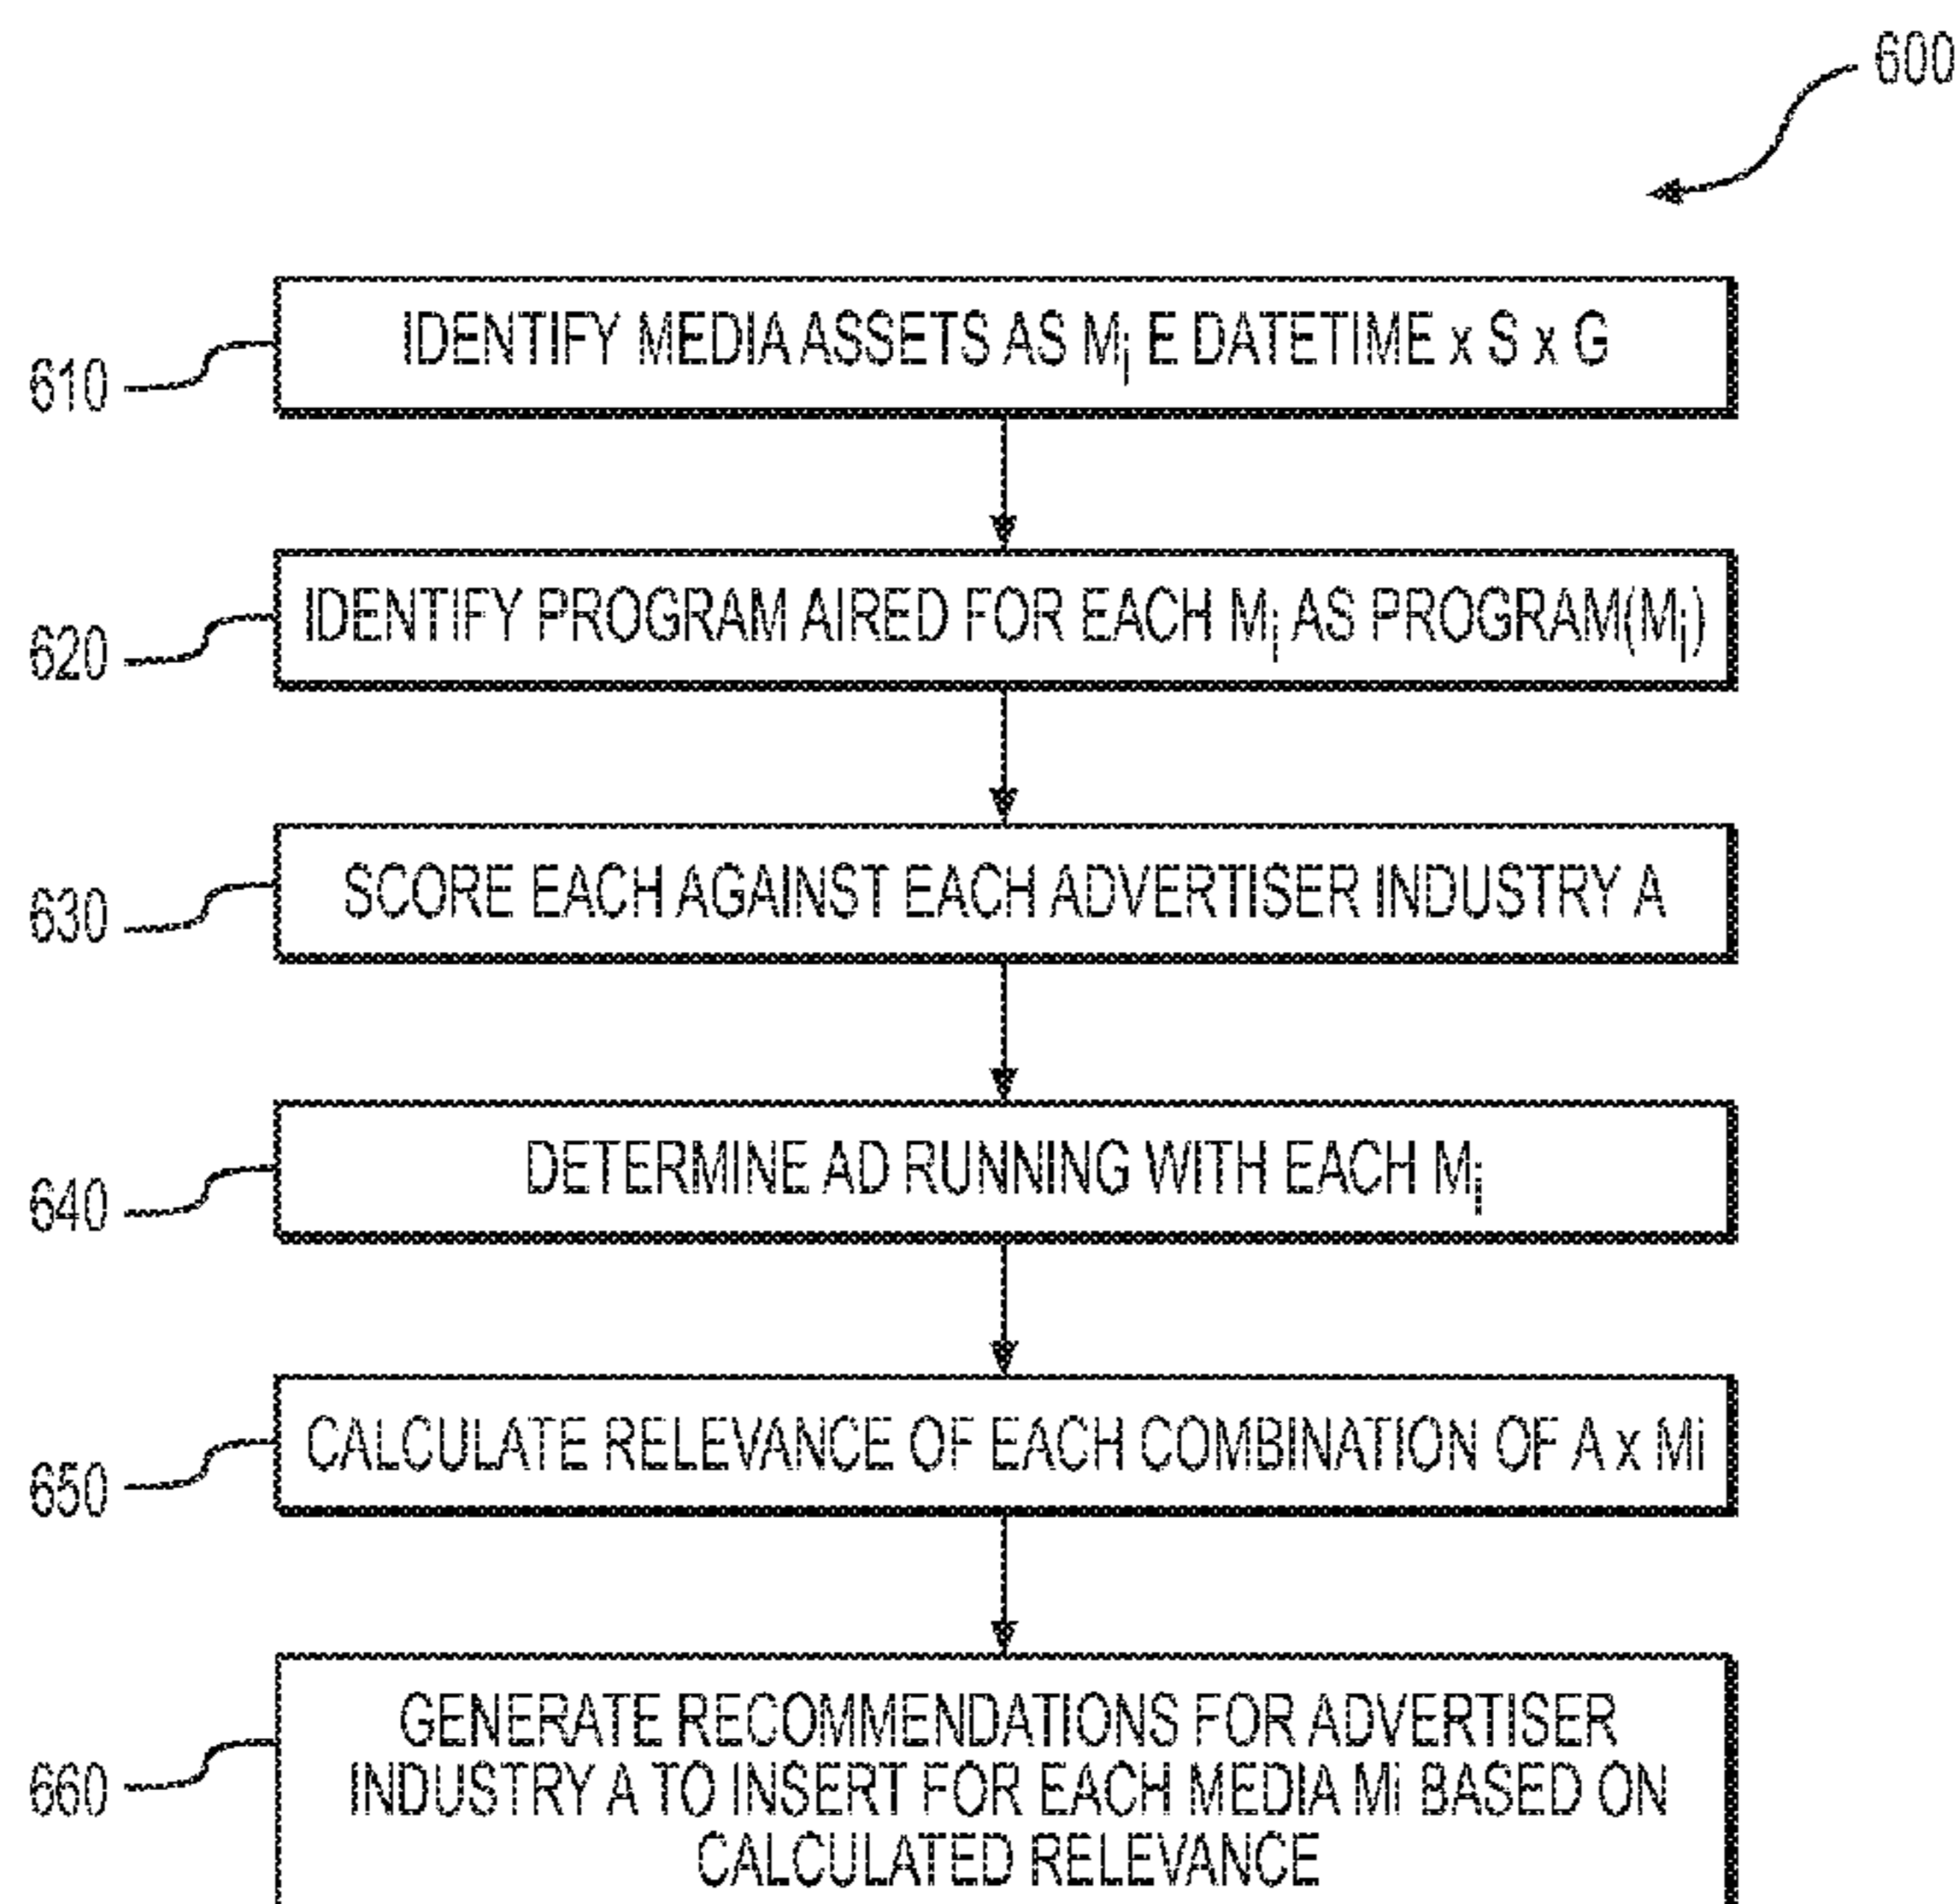 600
610
IDENTIFY MEDIA ASSETS AS Mi E DATETIME x S x G
620
IDENTIFY PROGRAM AIRED FOR EACH Mi AS PROGRAM(Mi)
630
SCORE EACH AGAINST EACH ADVERTISER INDUSTRY A
640
DETERMINE AD RUNNING WITH EACH Mi
650
CALCULATE RELEVANCE OF EACH COMBINATION OF A x Mi
660
GENERATE RECOMMENDATIONS FOR ADVERTISER
INDUSTRY A TO INSERT FOR EACH MEDIA Mi BASED ON
CALCULATED RELEVANCE